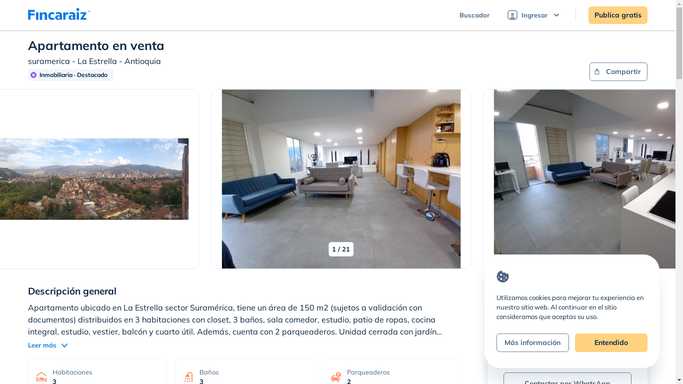 Fincaraiz
Buscador
Ingresar
Publica gratis
Apartamento en venta
suramerica - La Estrella - Antioquia
Inmobiliaria - Destacado
Compartir
1 / 21
Descripción general
Apartamento ubicado en La Estrella sector Suramérica, tiene un área de 150 m2 (sujetos a validación con
documentos) distribuidos en 3 habitaciones con closet, 3 baños, sala comedor, estudio, patio de ropas, cocina
integral, estudio, vestier, balcón y cuarto útil. Además, cuenta con 2 parqueaderos. Unidad cerrada con jardín...
Leer más
Habitaciones
3
Baños
3
Parqueaderos
2
Utilizamos cookies para mejorar tu experiencia en
nuestro sitio web. Al continuar en el sitio
consideramos que aceptas su uso.
Más información
Entendido
Contactar por WhatsApp